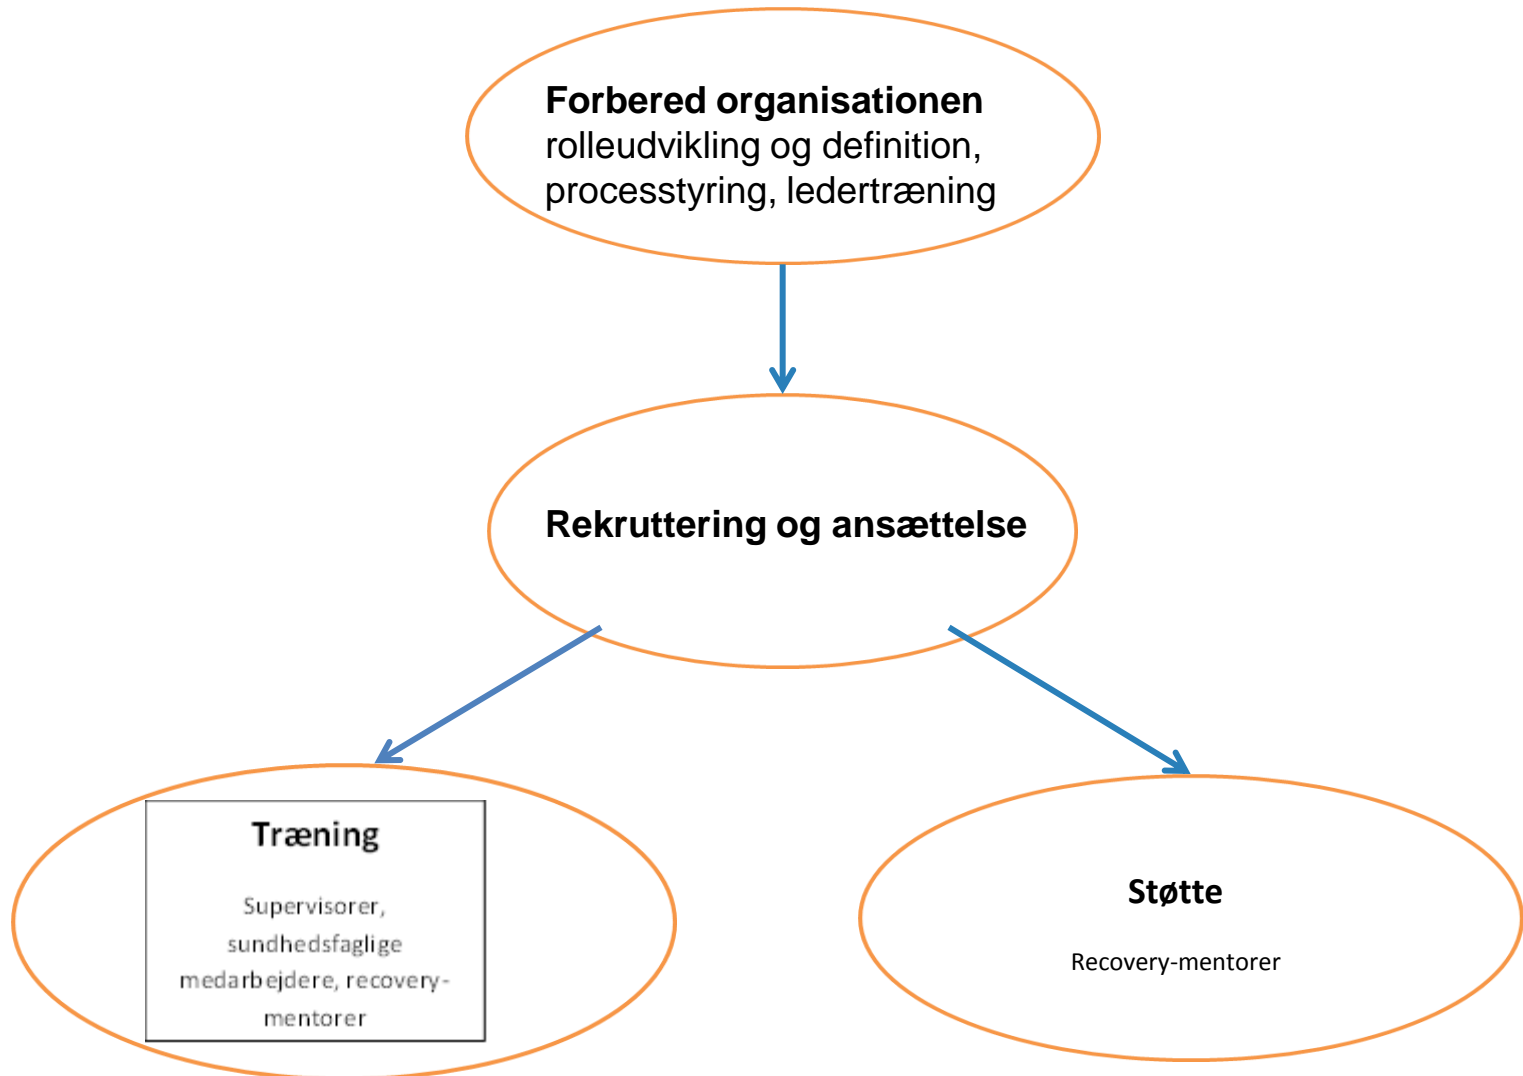 Forbered organisationen
rolleudvikling og definition,
processtyring, ledertræning
Rekruttering og ansættelse
Træning
Supervisorer,
sundhedsfaglige
medarbejdere, recovery-
mentorer
Støtte
Recovery-mentorer